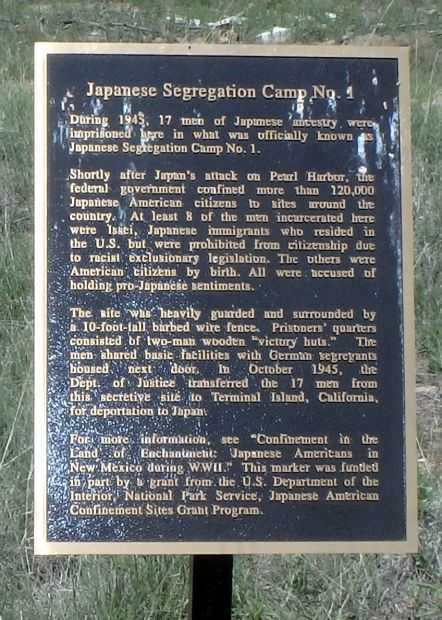 Japanese Segregation Camp No. 1
During 1945, 17 men of Japanese ancestry were
imprisoned here in what was officially known as
Japanese Segregation Camp No. 1.
Shortly after Japan's attack on Pearl Harbor, the
federal government confined more than 120,000
Japanese American citizens to sites around the
country. At least 8 of the men incarcerated here
were Issei, Japanese immigrants who resided in
the U.S. but were prohibited from citizenship due
to racist exclusionary legislation. The others were
American citizens by birth. All were accused of
holding pro-Japanese sentiments.
The site was heavily guarded and surrounded by
a 10-foot-tall barbed wire fence. Prisoners' quarters
consisted of two-man wooden "victory huts." The
men shared basic facilities with German segregants
housed next door. In October 1945, the
Dept. of Justice transferred the 17 men from
this secretive site to Terminal Island, California,
for deportation to Japan.
For more information, see "Confinement in the
Land of Enchantment: Japanese Americans in
New Mexico during WWII." This marker was funded
in part by a grant from the U.S. Department of the
Interior, National Park Service, Japanese American
Confinement Sites Grant Program.